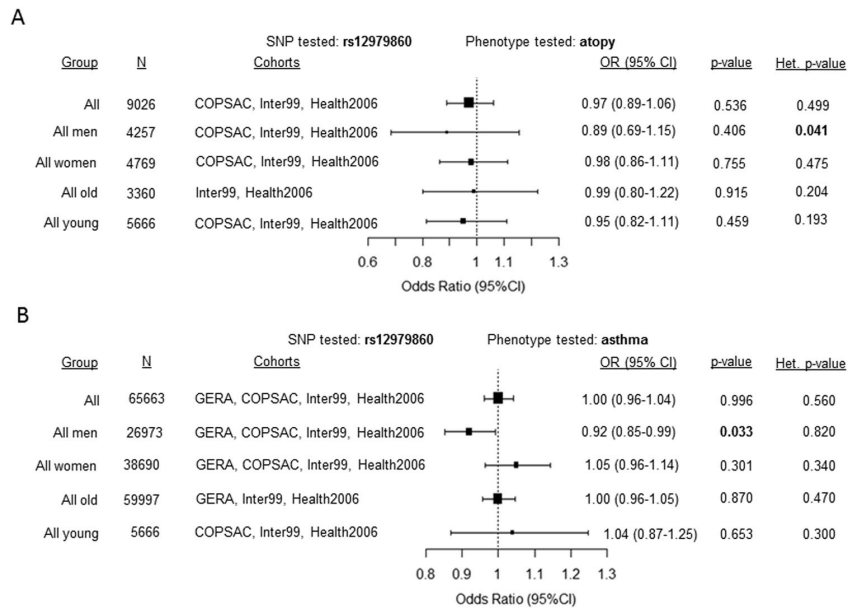 A
SNP tested: rs12979860 Phenotype tested: atopy
Group N Cohorts OR (95% CI) p-value Het. p-value
All 9026 COPSAC, Inter99, Health2006 0.97 (0.89-1.06) 0.536 0.499
All men 4257 COPSAC, Inter99, Health2006 0.89 (0.69-1.15) 0.406 0.041
All women 4769 COPSAC, Inter99, Health2006 0.98 (0.86-1.11) 0.755 0.475
All old 3360 Inter99, Health2006 0.99 (0.80-1.22) 0.915 0.204
All young 5666 COPSAC, Inter99, Health2006 0.95 (0.82-1.11) 0.459 0.193
0.6 0.8 1 1.1 1.3
Odds Ratio (95%CI)
B
SNP tested: rs12979860 Phenotype tested: asthma
Group N Cohorts OR (95% CI) p-value Het. p-value
All 65663 GERA, COPSAC, Inter99, Health2006 1.00 (0.96-1.04) 0.996 0.560
All men 26973 GERA, COPSAC, Inter99, Health2006 0.92 (0.85-0.99) 0.033 0.820
All women 38690 GERA, COPSAC, Inter99, Health2006 1.05 (0.96-1.14) 0.301 0.340
All old 59997 GERA, Inter99, Health2006 1.00 (0.96-1.05) 0.870 0.470
All young 5666 COPSAC, Inter99, Health2006 1.04 (0.87-1.25) 0.653 0.300
0.8 0.9 1 1.1 1.2 1.3
Odds Ratio (95%CI)